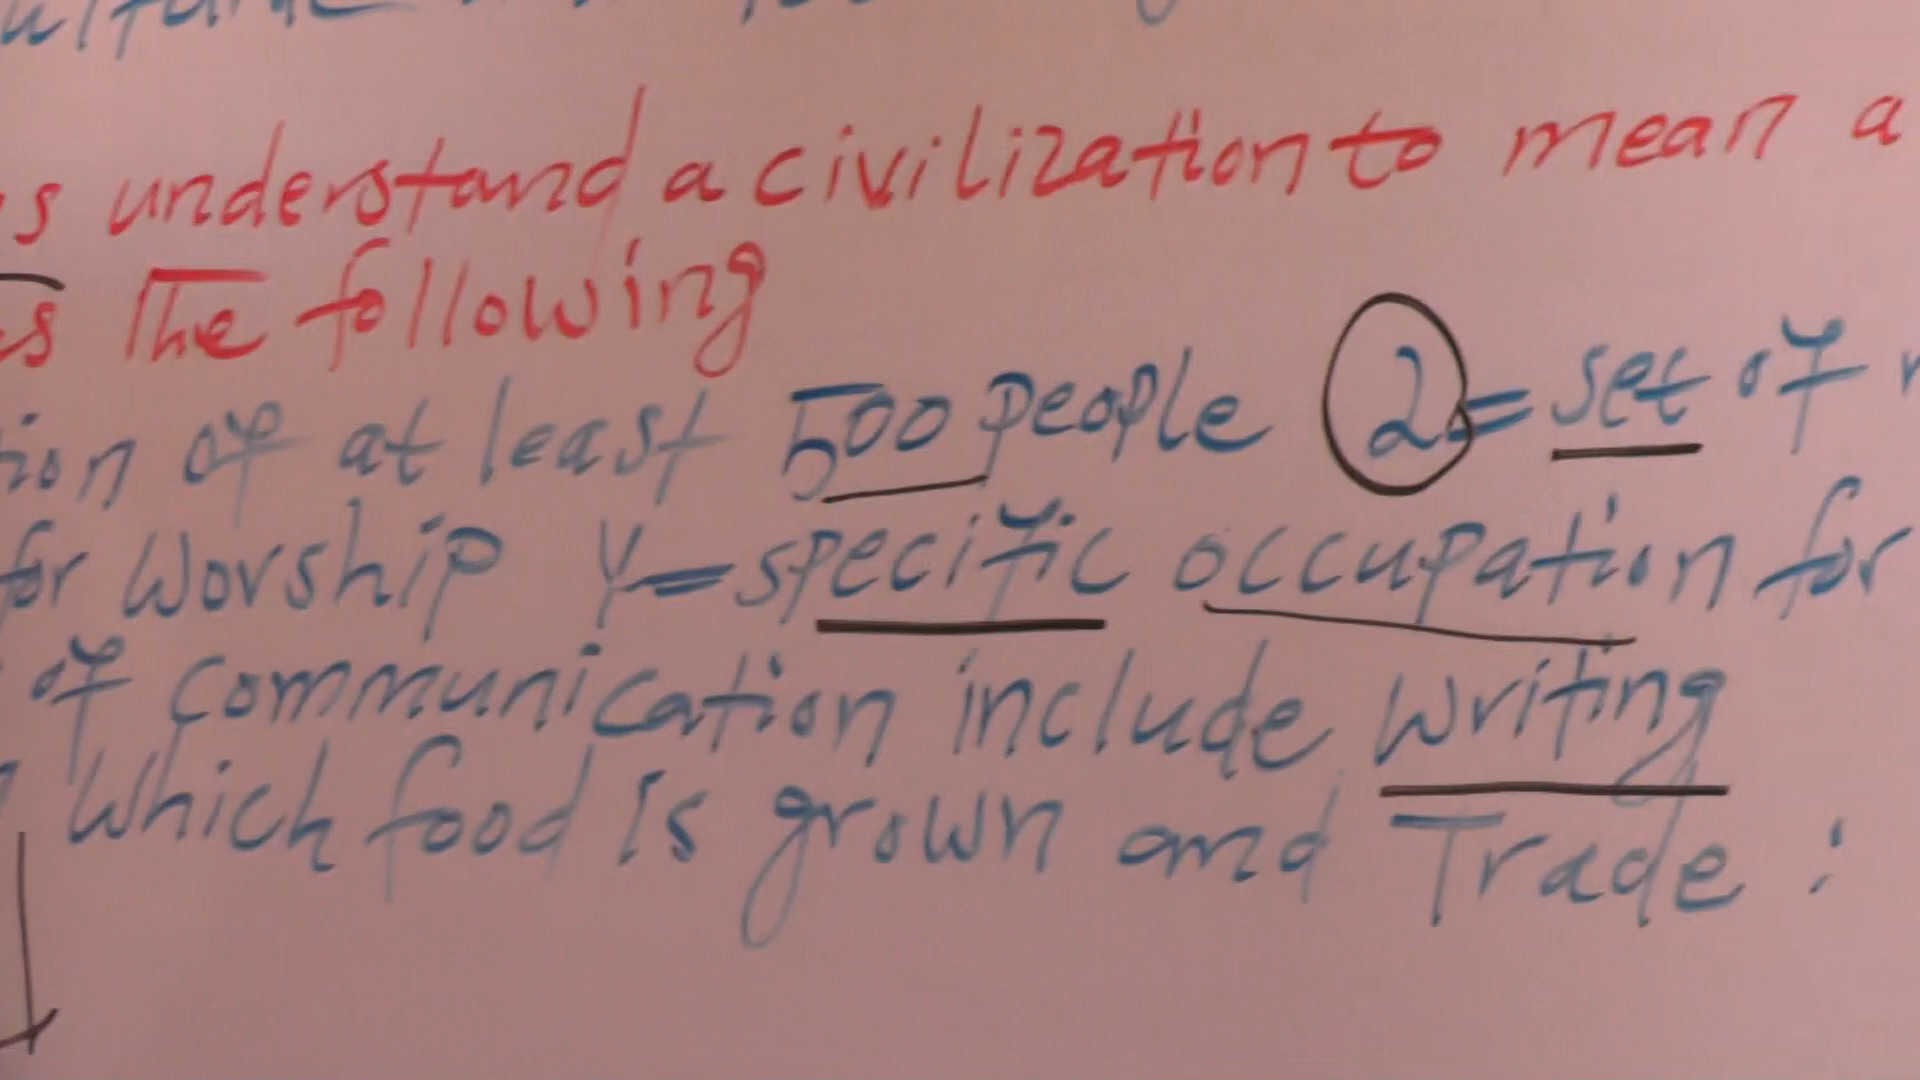 s understand a civilization to mean a
s The following
ion of at least 500 people 2= set of
for Worship Y=specific occupation for
of communication include writing
which food is grown and Trade :